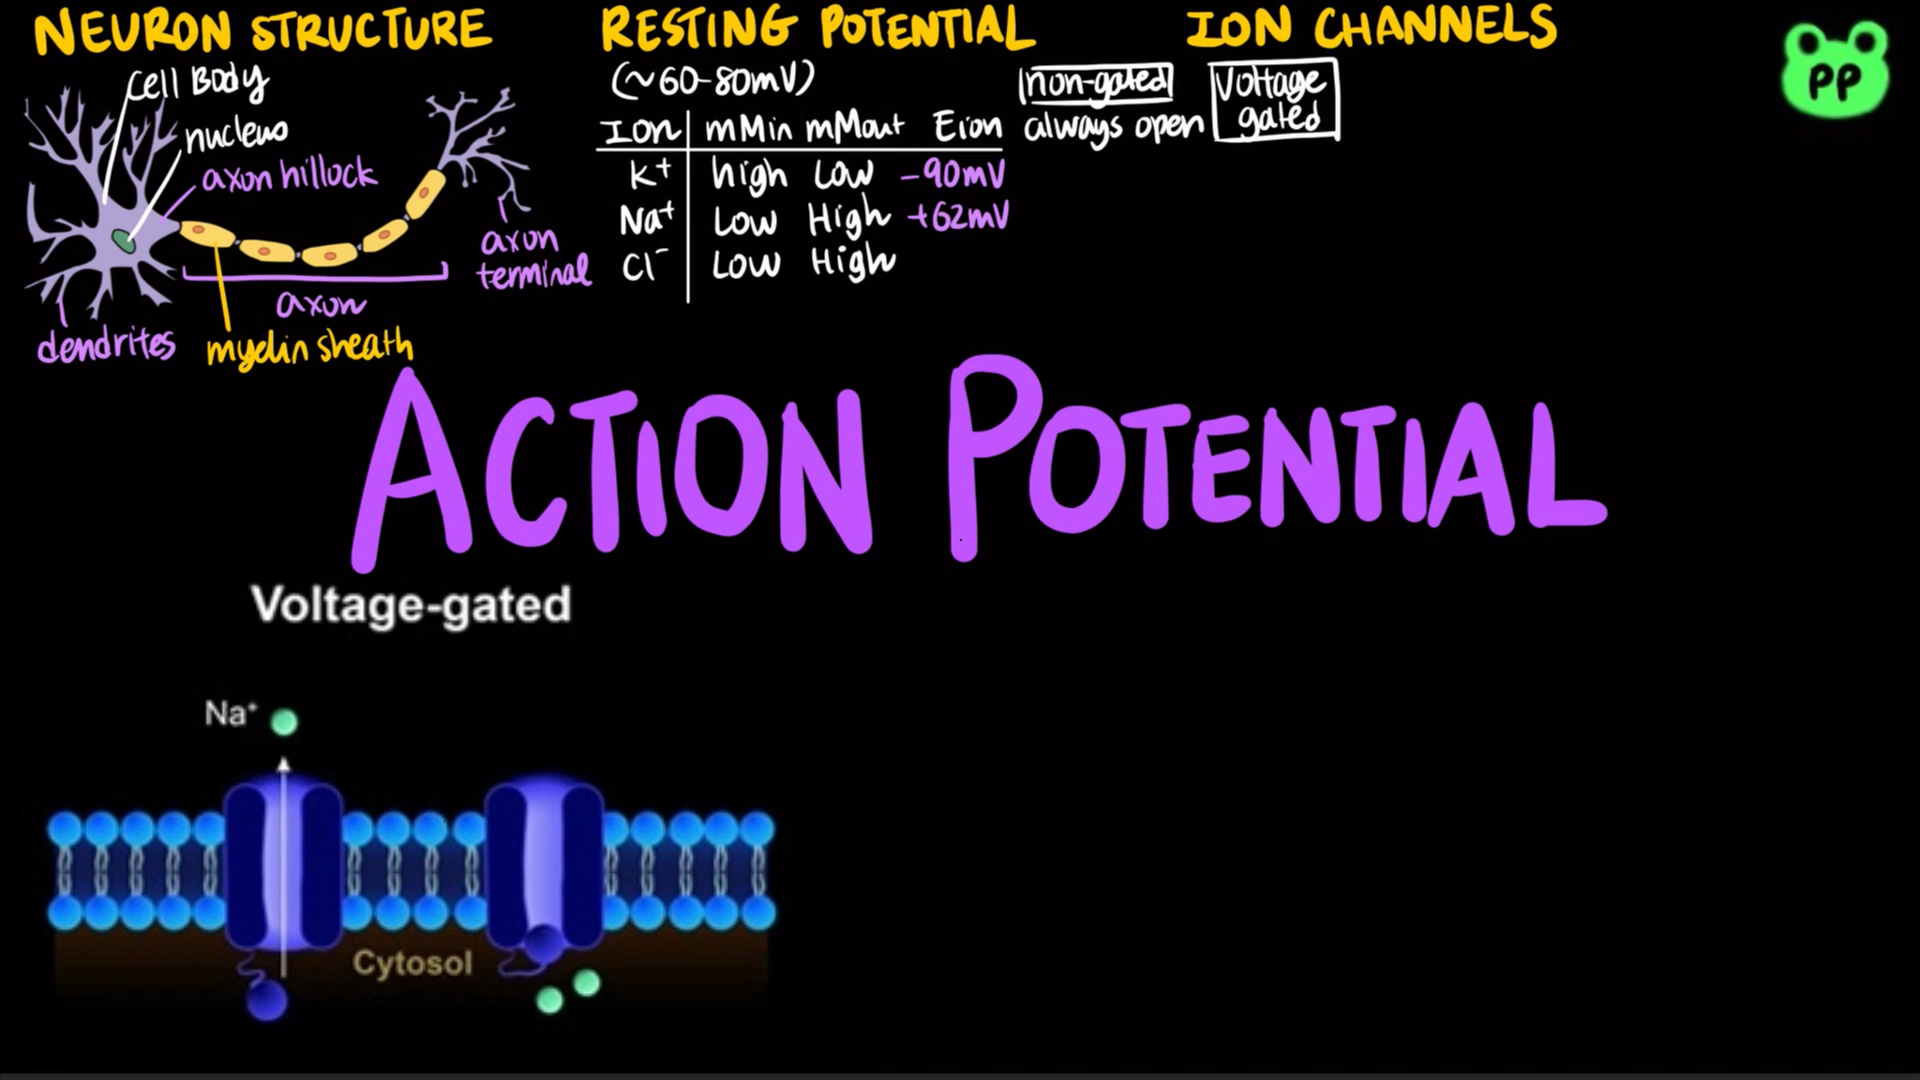 NEURON STRUCTURE
cell Body
nucleus
axon hillock
axon terminal
axon
dendrites
myelin sheath
RESTING POTENTIAL
(~60-80mV)
Ion mMin mMout Eion
K+ high Low -90mV
Na+ Low High +62mV
Cl- Low High
ION CHANNELS
non-gated
always open
Voltage
gated
PP
ACTION POTENTIAL
Voltage-gated
Na+
Cytosol